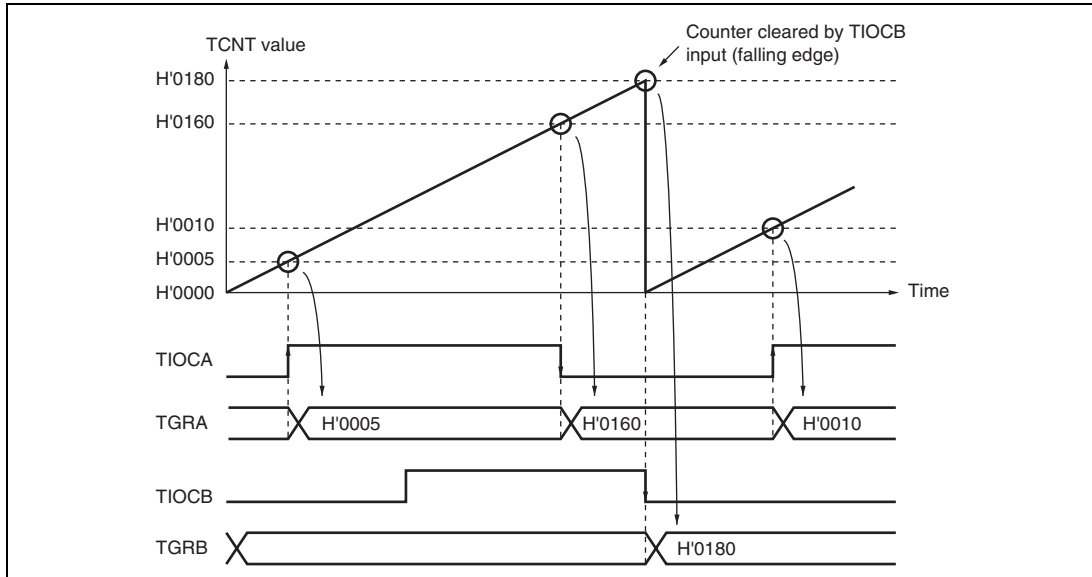 Counter cleared by TIOCB
input (falling edge)
TCNT value
H'0180
H'0160
H'0010
H'0005
H'0000
Time
TIOCA
TGRA
H'0005
H'0160
H'0010
TIOCB
TGRB
H'0180